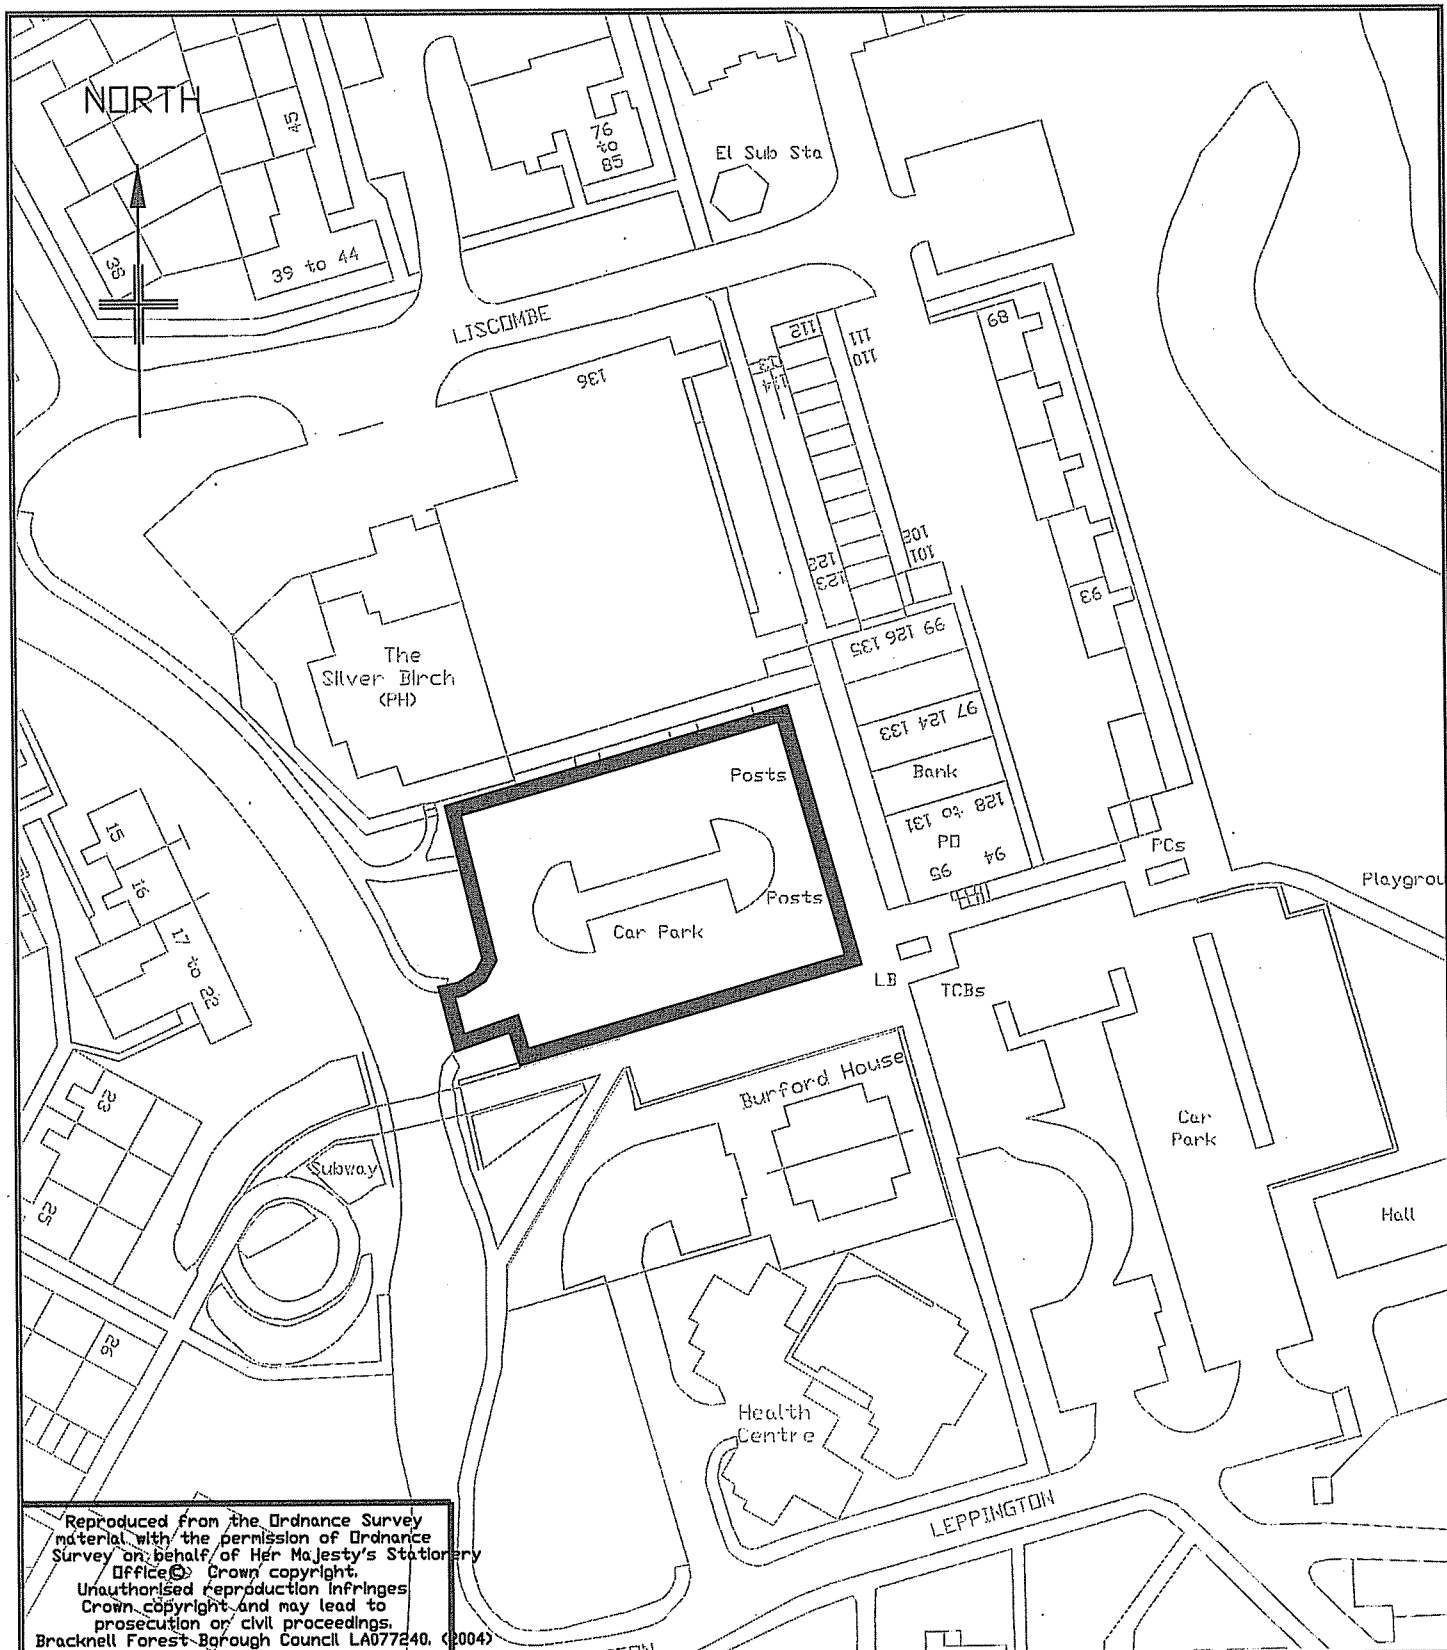 NORTH
45
76
to
85
El Sub Sta
38
39 to 44
LISCOMBE
136
112
111
110
113
114
89
102
101
122
123
93
99 126 135
The
Silver Birch
(PH)
97 124 133
Bank
Posts
128 to 131
PO
95
94
PCs
Posts
Car Park
Playgrou
15
16
17 to 22
LB
TCBs
Burford House
23
25
26
Subway
Car
Park
Hall
Health
Centre
LEPPINGTON
Reproduced from the Ordnance Survey
material with the permission of Ordnance
Survey on behalf of Her Majesty's Stationery
Office © Crown copyright.
Unauthorised reproduction infringes
Crown copyright and may lead to
prosecution or civil proceedings.
Bracknell Forest Borough Council LA077240. (2004)